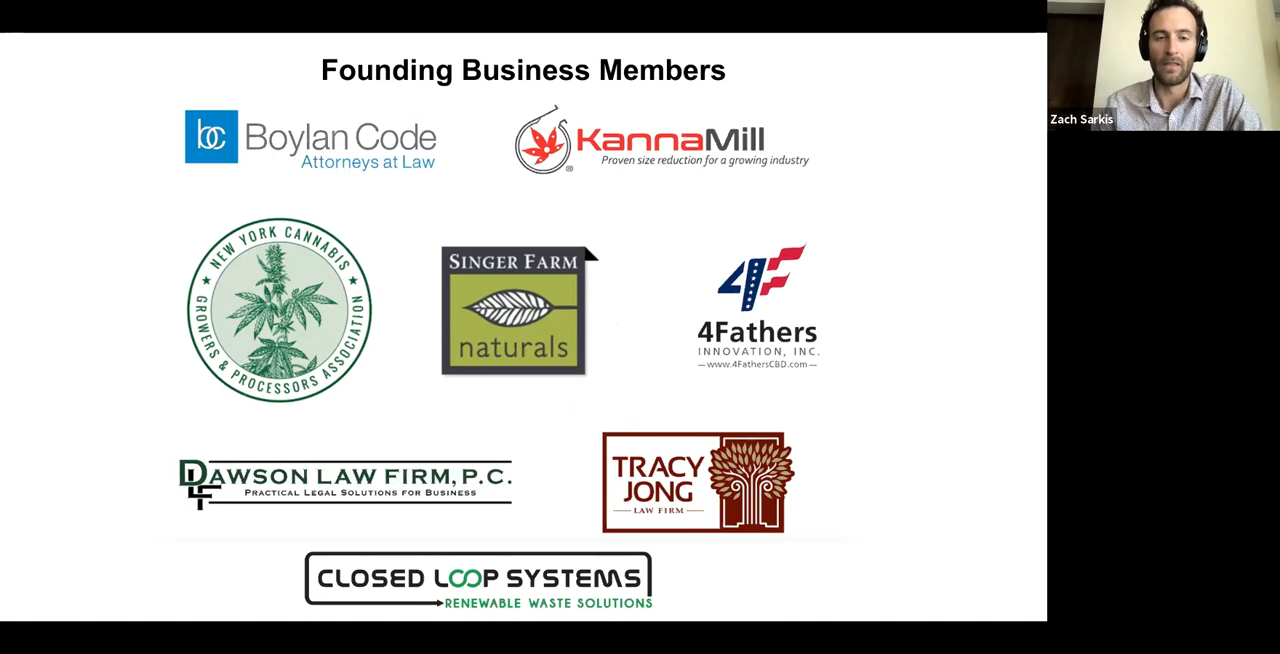 Founding Business Members
bc Boylan Code
Attorneys at Law
KannaMill
Proven size reduction for a growing industry
®
NEW YORK CANNABIS
GROWERS & PROCESSORS ASSOCIATION
SINGER FARM
naturals
4F
4Fathers
INNOVATION, INC.
—www.4FathersCBD.com—
DAWSON LAW FIRM, P.C.
LF
PRACTICAL LEGAL SOLUTIONS FOR BUSINESS
TRACY
JONG
LAW FIRM
CLOSED LOOP SYSTEMS
RENEWABLE WASTE SOLUTIONS
Zach Sarkis